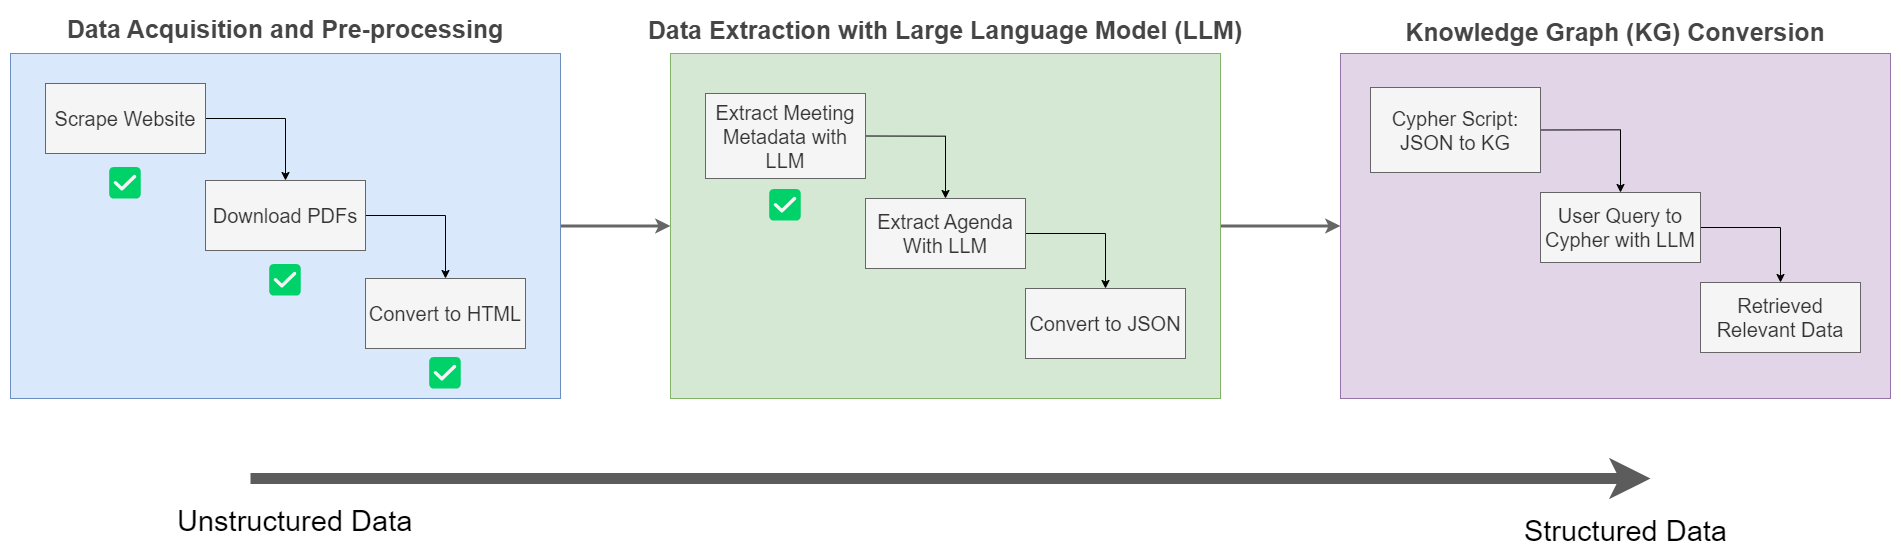 Data Acquisition and Pre-processing
Scrape Website
Download PDFs
Convert to HTML
Data Extraction with Large Language Model (LLM)
Extract Meeting
Metadata with
LLM
Extract Agenda
With LLM
Convert to JSON
Knowledge Graph (KG) Conversion
Cypher Script:
JSON to KG
User Query to
Cypher with LLM
Retrieved
Relevant Data
Unstructured Data
Structured Data